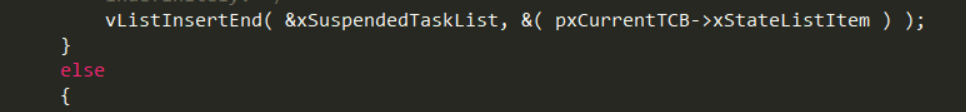 vListInsertEnd( &xSuspendedTaskList, &( pxCurrentTCB->xStateListItem ) );
}
else
{